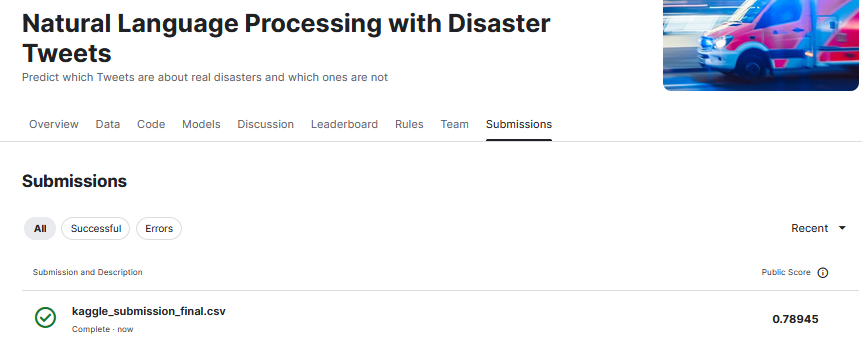 Natural Language Processing with Disaster
Tweets
Predict which Tweets are about real disasters and which ones are not
Overview Data Code Models Discussion Leaderboard Rules Team Submissions
Submissions
All Successful Errors Recent
Submission and Description Public Score
kaggle_submission_final.csv
Complete · now
0.78945